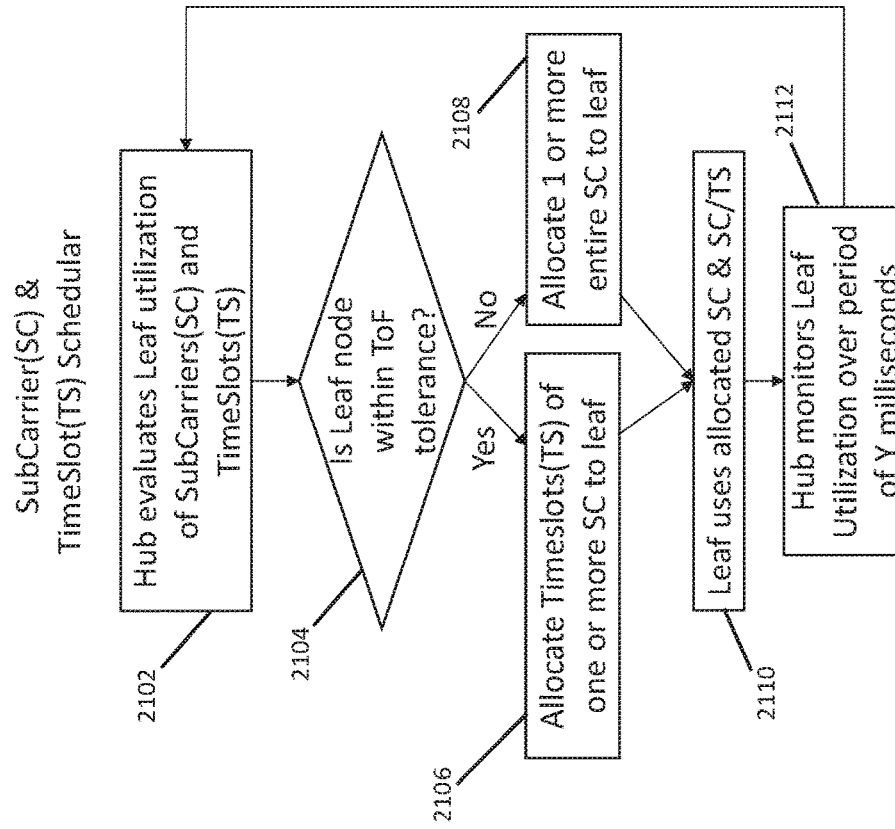 SubCarrier(SC) &
TimeSlot(TS) Schedular
Hub evaluates Leaf utilization
of SubCarriers(SC) and
TimeSlots(TS)
2102
Is Leaf node
within ToF
tolerance?
2104
Yes
No
Allocate Timeslots(TS) of
one or more SC to leaf
2106
Allocate 1 or more
entire SC to leaf
2108
Leaf uses allocated SC & SC/TS
2110
Hub monitors Leaf
Utilization over period
of Y milliseconds
2112